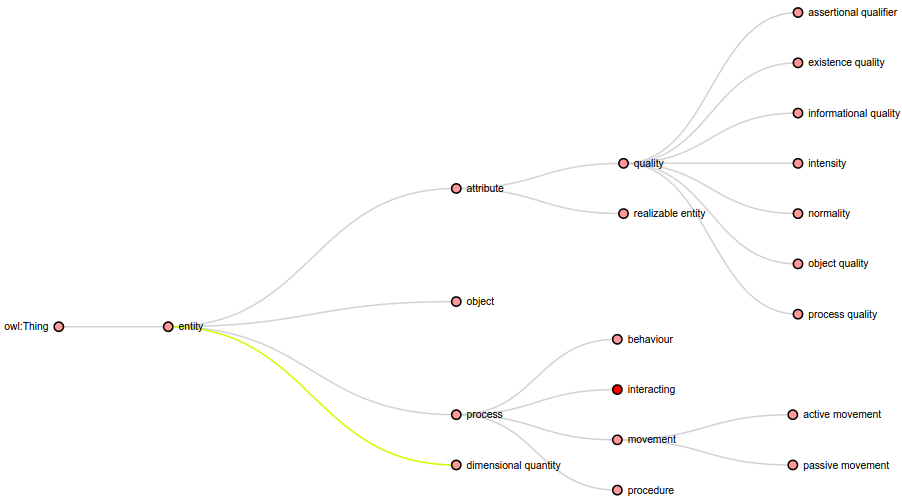 assertional qualifier
existence quality
informational quality
quality
intensity
attribute
realizable entity
normality
object quality
object
process quality
owl:Thing
entity
behaviour
interacting
process
active movement
movement
dimensional quantity
passive movement
procedure